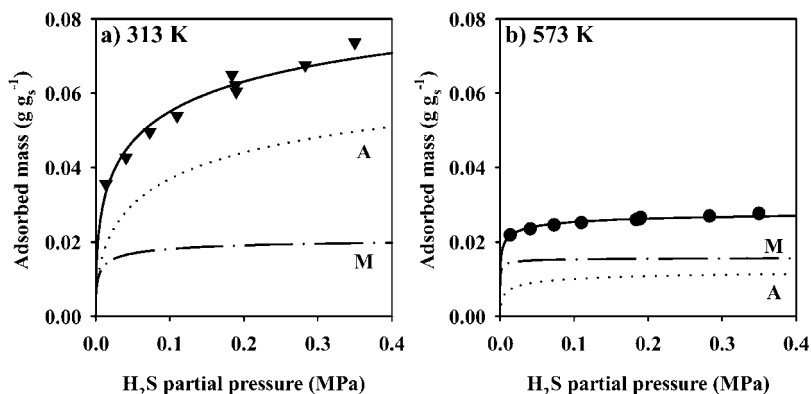 a) 313 K
Adsorbed mass (g gₛ⁻¹)
0.08
0.06
0.04
0.02
0.00
A
M
0.0 0.1 0.2 0.3 0.4
H₂S partial pressure (MPa)
b) 573 K
Adsorbed mass (g gₛ⁻¹)
0.08
0.06
0.04
0.02
0.00
M
A
0.0 0.1 0.2 0.3 0.4
H₂S partial pressure (MPa)